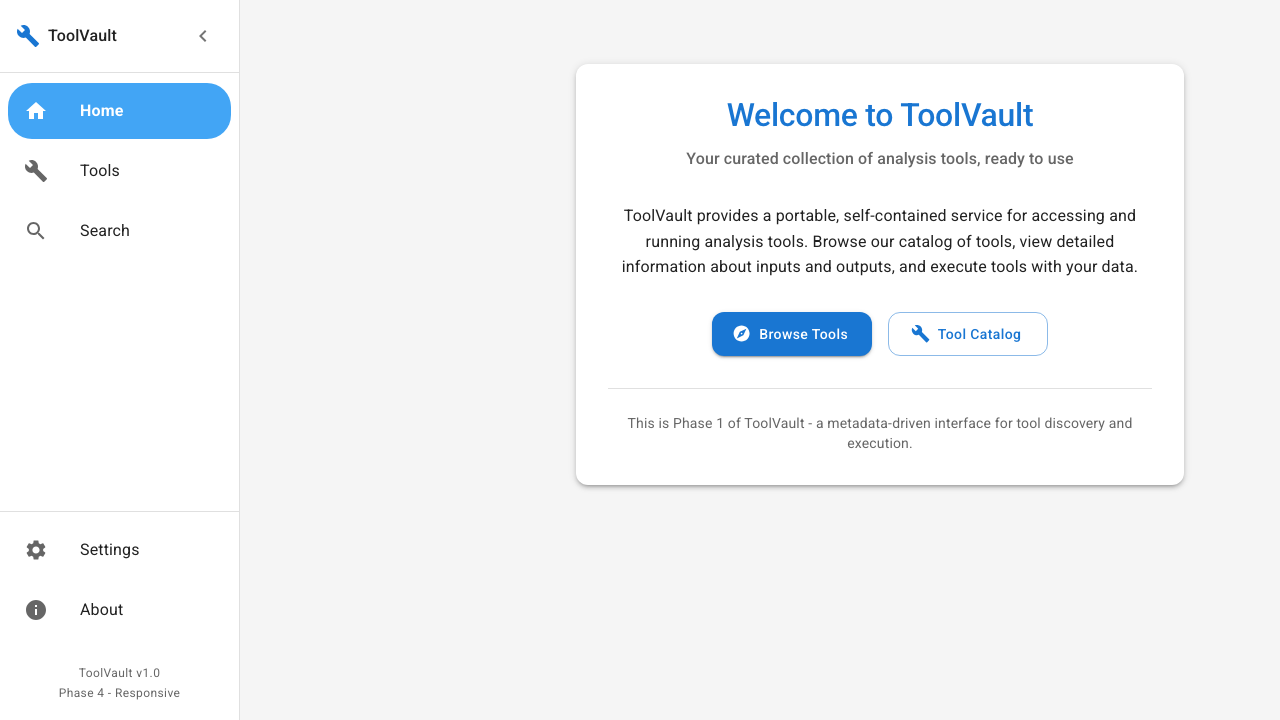 ToolVault
Home
Tools
Search
Settings
About
ToolVault v1.0
Phase 4 - Responsive
Welcome to ToolVault
Your curated collection of analysis tools, ready to use
ToolVault provides a portable, self-contained service for accessing and
running analysis tools. Browse our catalog of tools, view detailed
information about inputs and outputs, and execute tools with your data.
Browse Tools
Tool Catalog
This is Phase 1 of ToolVault - a metadata-driven interface for tool discovery and
execution.